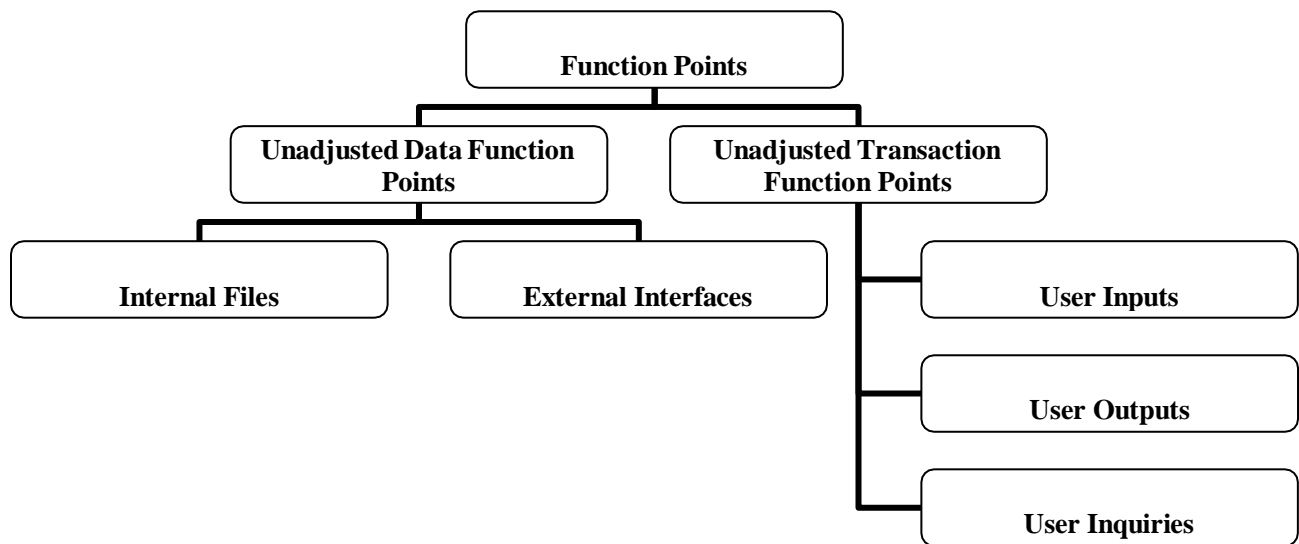 Function Points
Unadjusted Data Function
Points
Unadjusted Transaction
Function Points
Internal Files
External Interfaces
User Inputs
User Outputs
User Inquiries